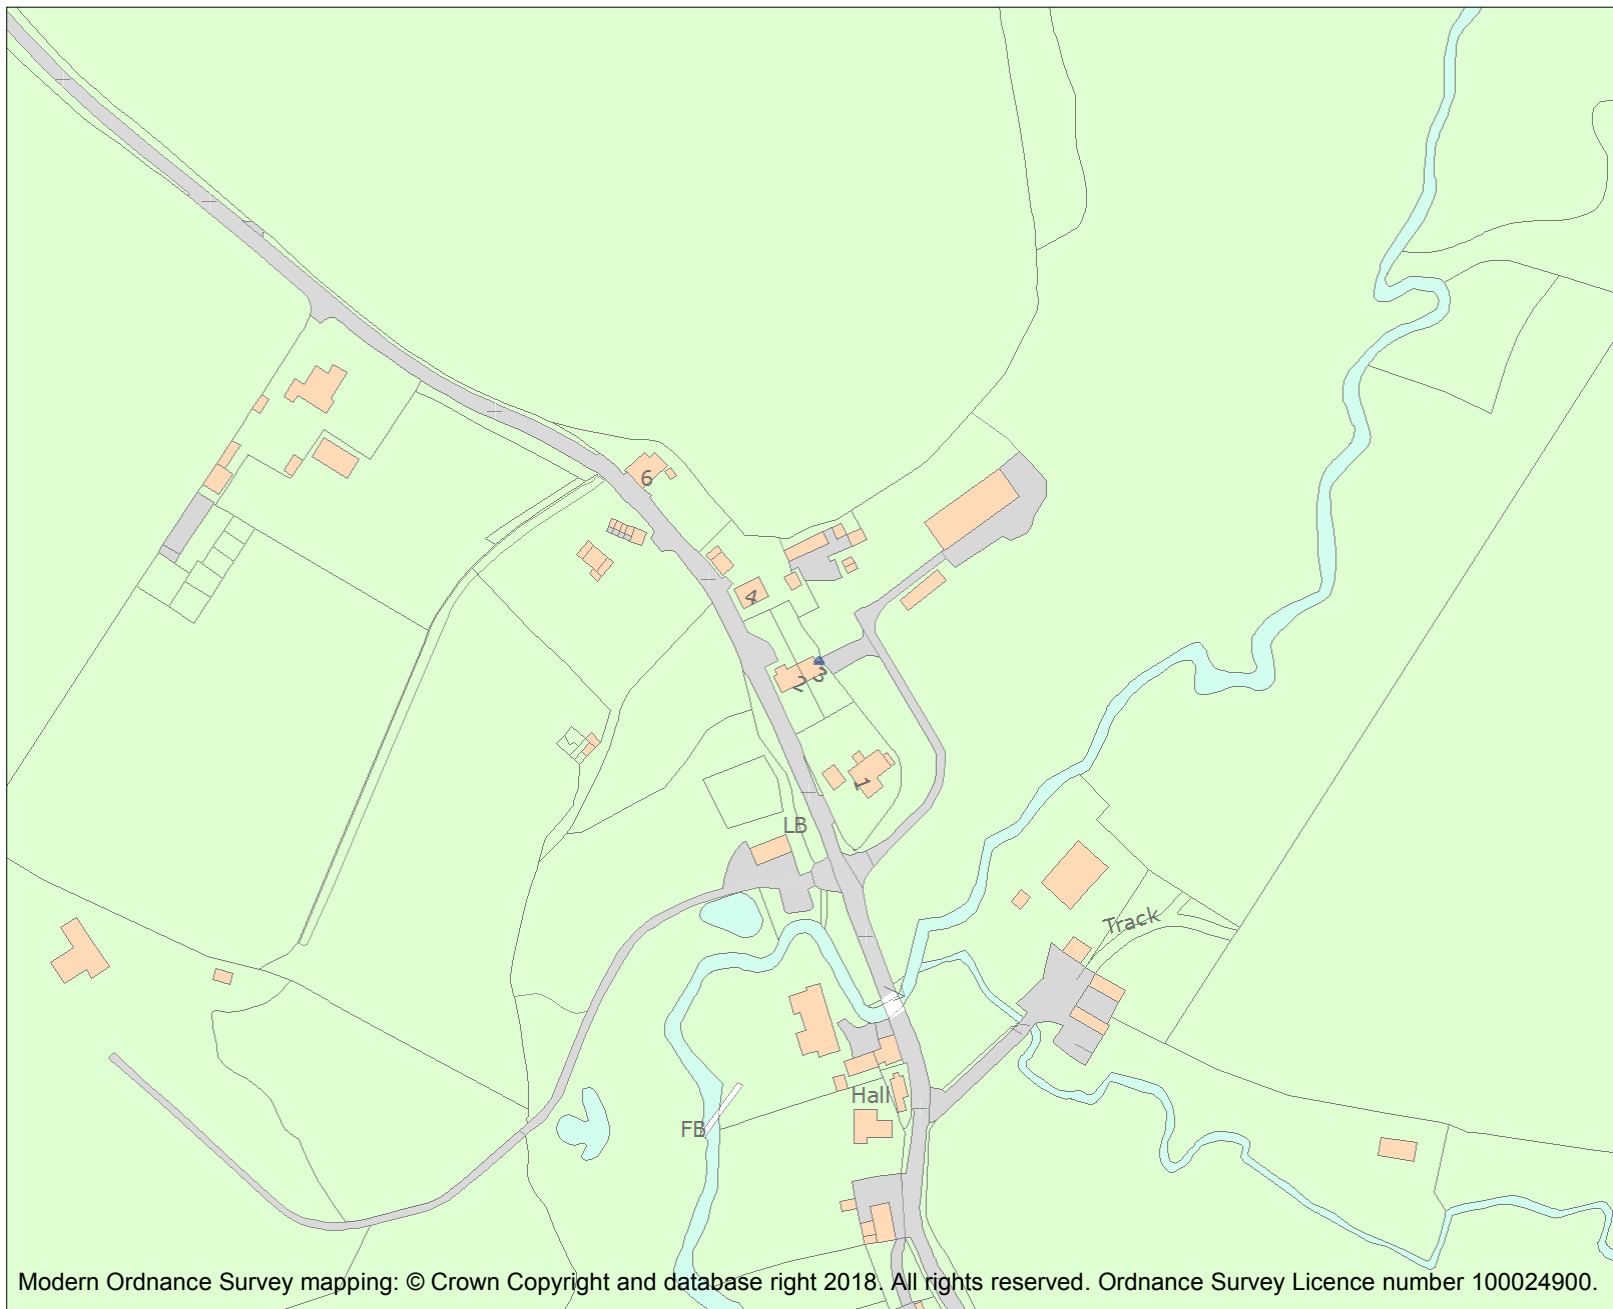 6
4
3
2
1
LB
Track
Hall
FB
Modern Ordnance Survey mapping: © Crown Copyright and database right 2018. All rights reserved. Ordnance Survey Licence number 100024900.